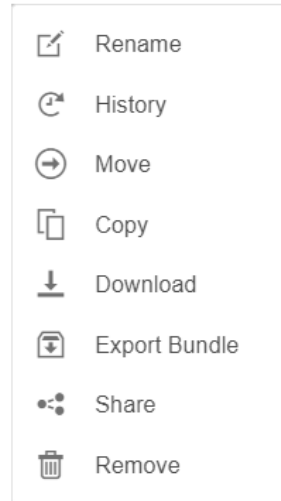 Rename
History
Move
Copy
Download
Export Bundle
Share
Remove